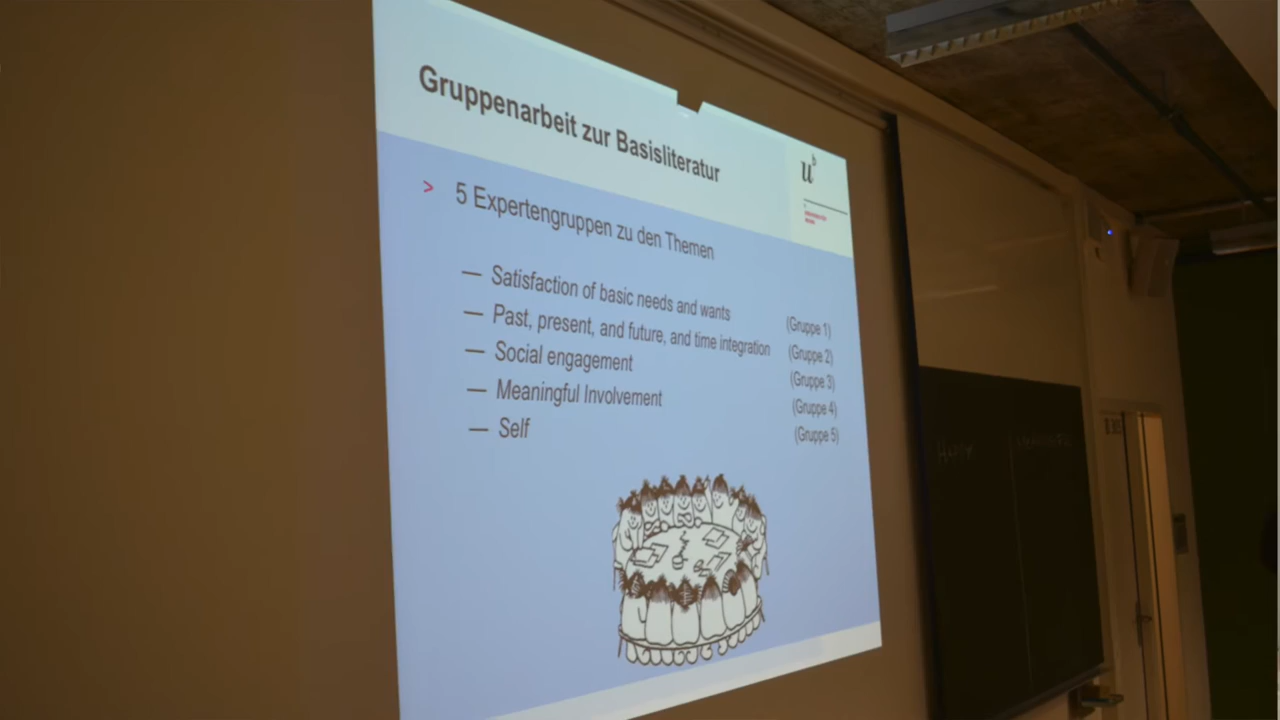 Gruppenarbeit zur Basisliteratur
u
b
> 5 Expertengruppen zu den Themen
— Satisfaction of basic needs and wants (Gruppe 1)
— Past, present, and future, and time integration (Gruppe 2)
— Social engagement (Gruppe 3)
— Meaningful Involvement (Gruppe 4)
— Self (Gruppe 5)
HAPPY